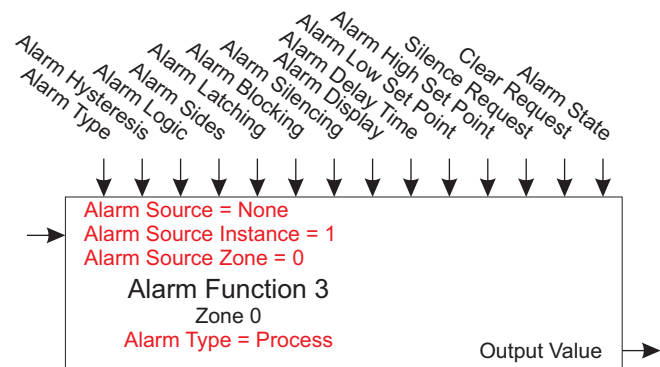 Alarm Type
Alarm Hysteresis
Alarm Logic
Alarm Sides
Alarm Latching
Alarm Blocking
Alarm Silencing
Alarm Display
Alarm Delay Time
Alarm Low Set Point
Alarm High Set Point
Silence Request
Clear Request
Alarm State
Alarm Source = None
Alarm Source Instance = 1
Alarm Source Zone = 0
Alarm Function 3
Zone 0
Alarm Type = Process
Output Value